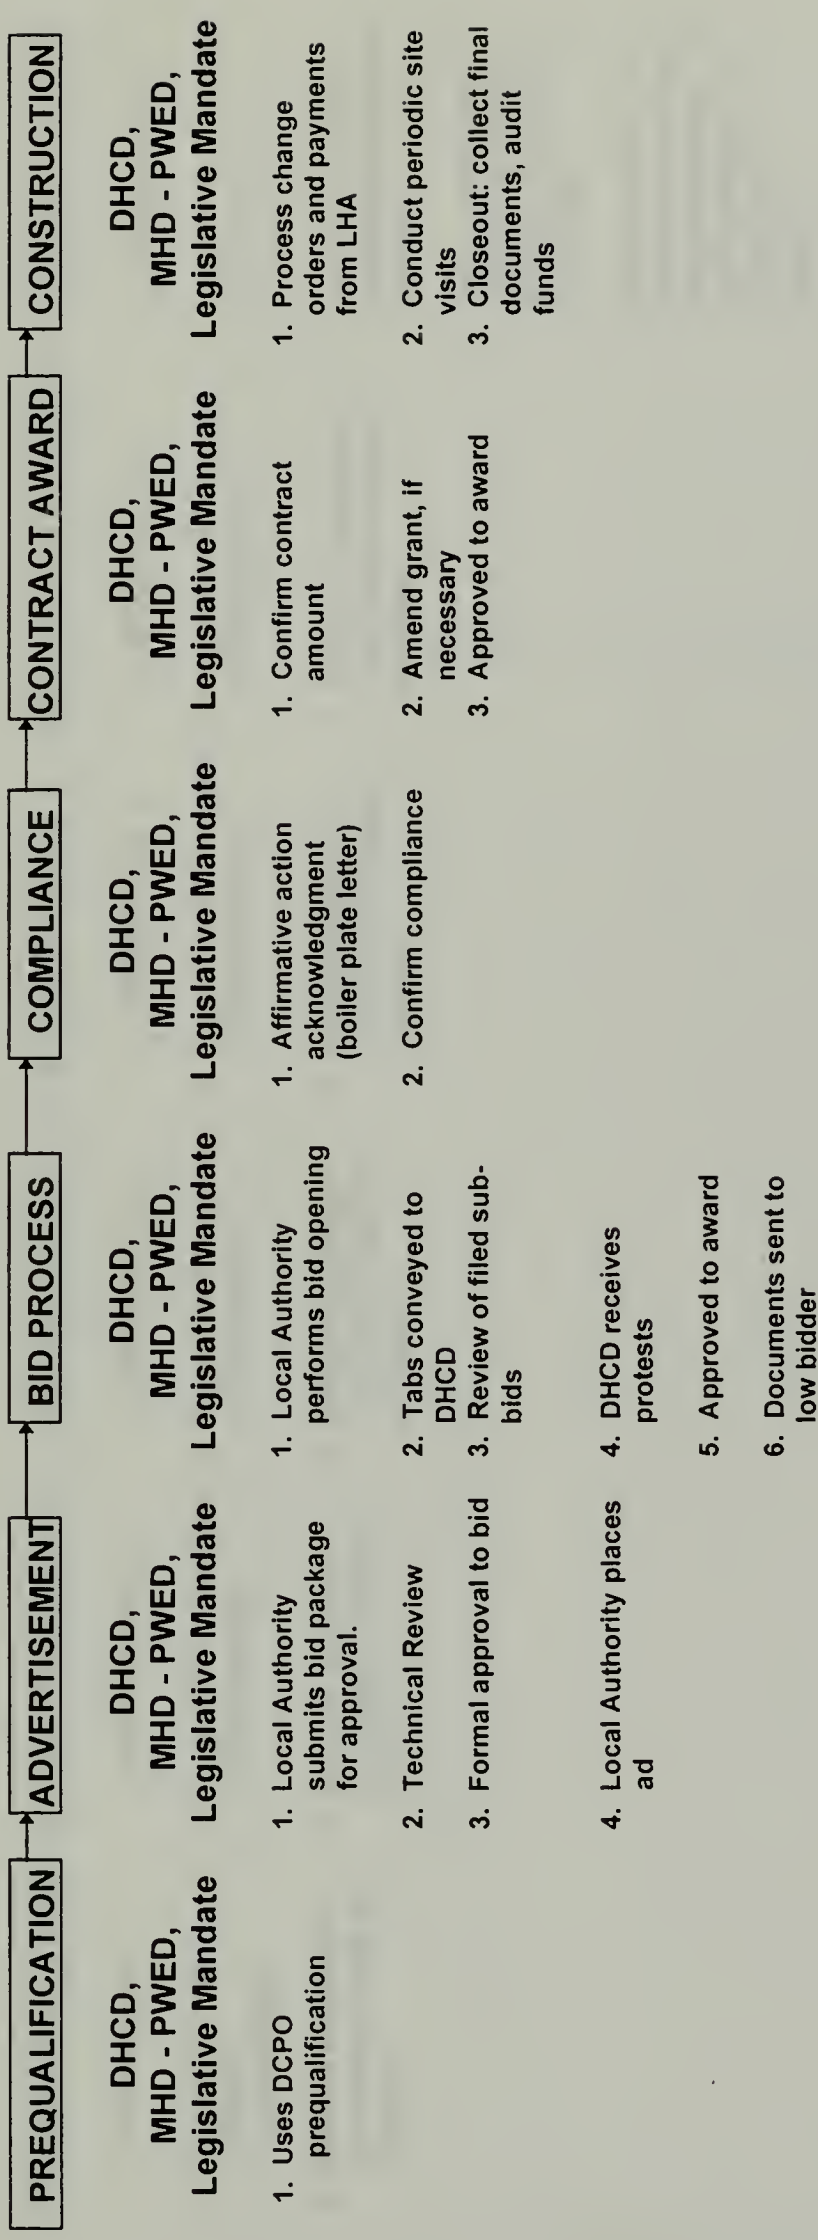 PREQUALIFICATION
DHCD,
MHD - PWED,
Legislative Mandate
1. Uses DCPO
prequalification
ADVERTISEMENT
DHCD,
MHD - PWED,
Legislative Mandate
1. Local Authority
submits bid package
for approval.
2. Technical Review
3. Formal approval to bid
4. Local Authority places
ad
BID PROCESS
DHCD,
MHD - PWED,
Legislative Mandate
1. Local Authority
performs bid opening
2. Tabs conveyed to
DHCD
3. Review of filed sub-
bids
4. DHCD receives
protests
5. Approved to award
6. Documents sent to
low bidder
COMPLIANCE
DHCD,
MHD - PWED,
Legislative Mandate
1. Affirmative action
acknowledgment
(boiler plate letter)
2. Confirm compliance
CONTRACT AWARD
DHCD,
MHD - PWED,
Legislative Mandate
1. Confirm contract
amount
2. Amend grant, if
necessary
3. Approved to award
CONSTRUCTION
DHCD,
MHD - PWED,
Legislative Mandate
1. Process change
orders and payments
from LHA
2. Conduct periodic site
visits
3. Closeout: collect final
documents, audit
funds